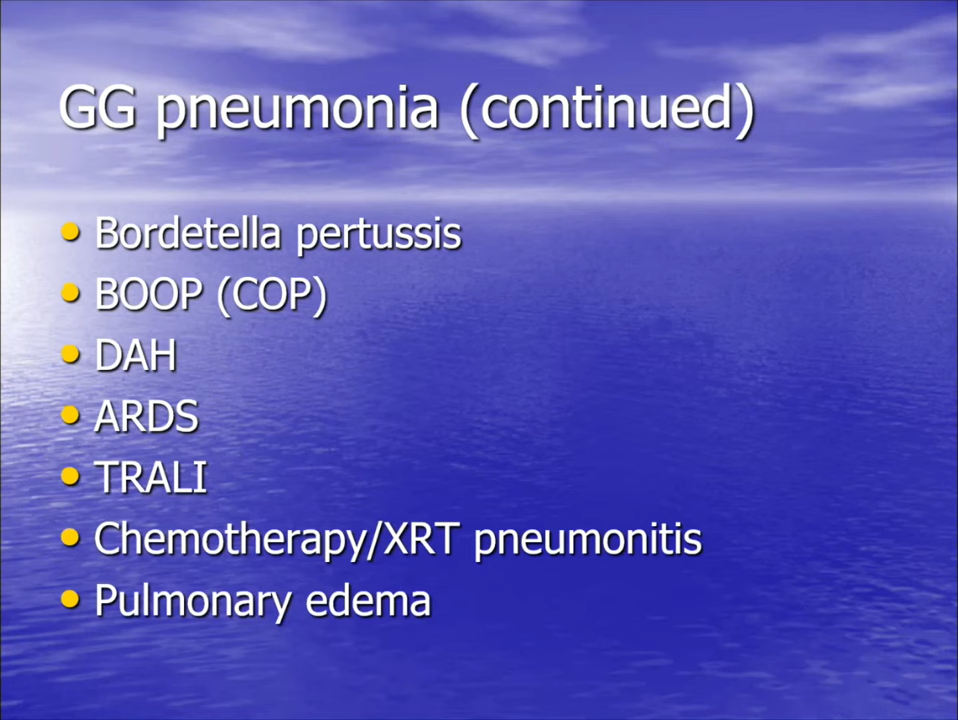 GG pneumonia (continued)
• Bordetella pertussis
• BOOP (COP)
• DAH
• ARDS
• TRALI
• Chemotherapy/XRT pneumonitis
• Pulmonary edema